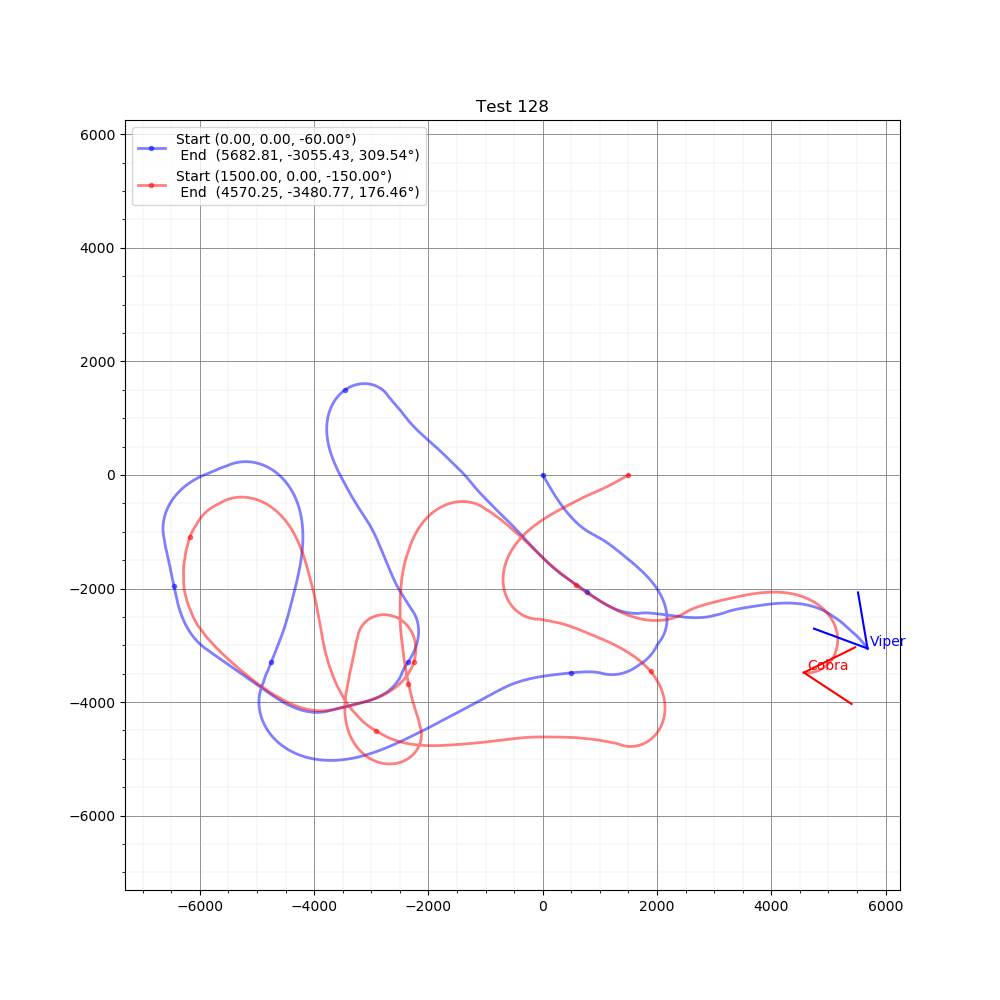 Test 128
Start (0.00, 0.00, -60.00°)
End  (5682.81, -3055.43, 309.54°)
Start (1500.00, 0.00, -150.00°)
End  (4570.25, -3480.77, 176.46°)
6000
4000
2000
0
−2000
−4000
−6000
Viper
Cobra
−6000 −4000 −2000 0 2000 4000 6000